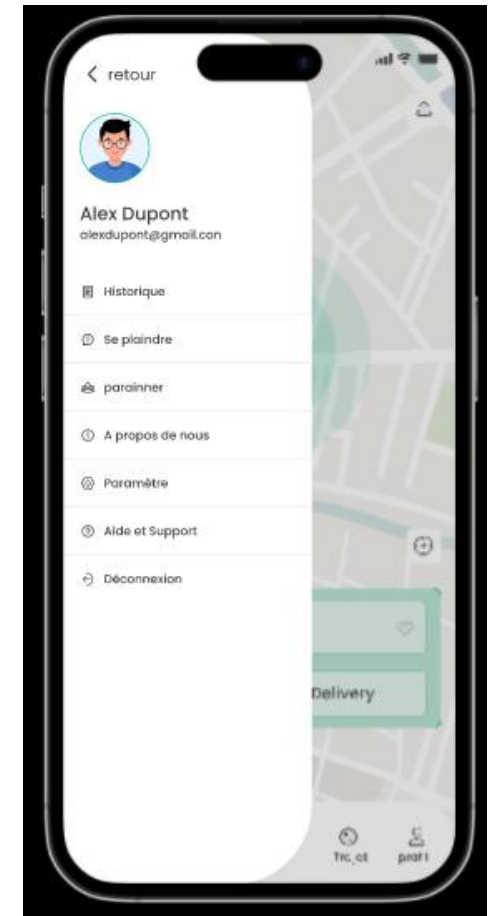 retour
Alex Dupont
alexdupont@gmail.con
Historique
Se plaindre
parainner
A propos de nous
Paramètre
Aide et Support
Déconnexion
Delivery